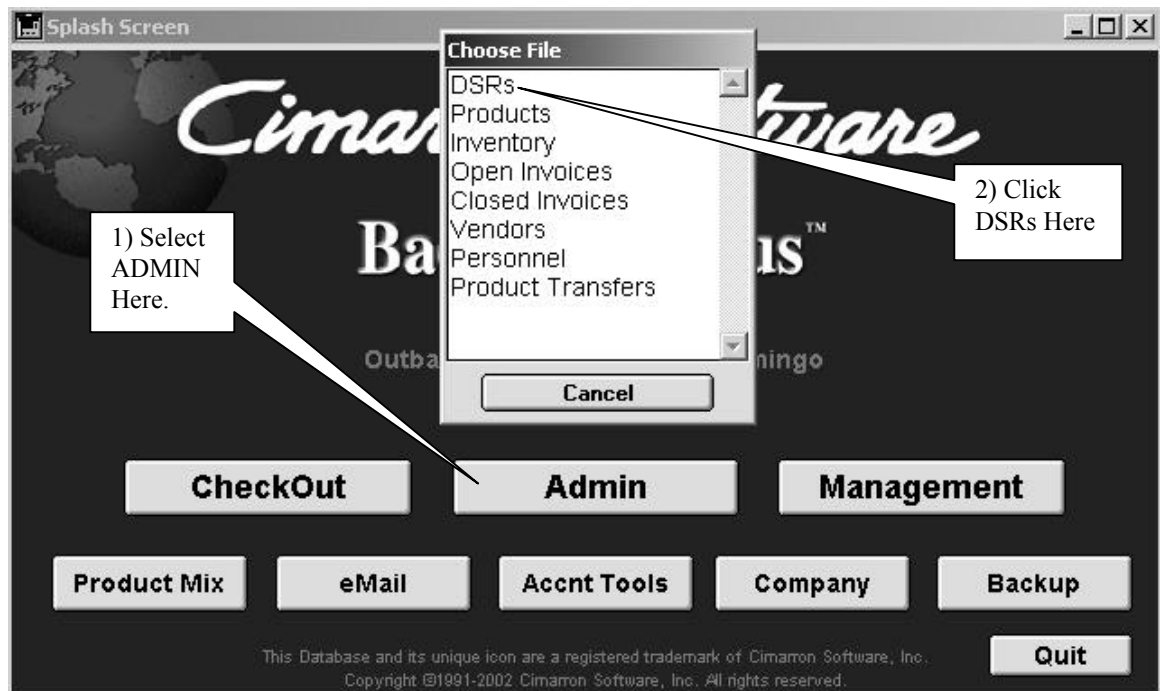 Splash Screen
Choose File
DSRs
Products
Inventory
Open Invoices
Closed Invoices
Vendors
Personnel
Product Transfers
Cancel
2) Click
DSRs Here
1) Select
ADMIN
Here.
CheckOut
Admin
Management
Product Mix
eMail
Accnt Tools
Company
Backup
Quit
This Database and its unique icon are a registered trademark of Cimarron Software, Inc.
Copyright ©1991-2002 Cimarron Software, Inc. All rights reserved.